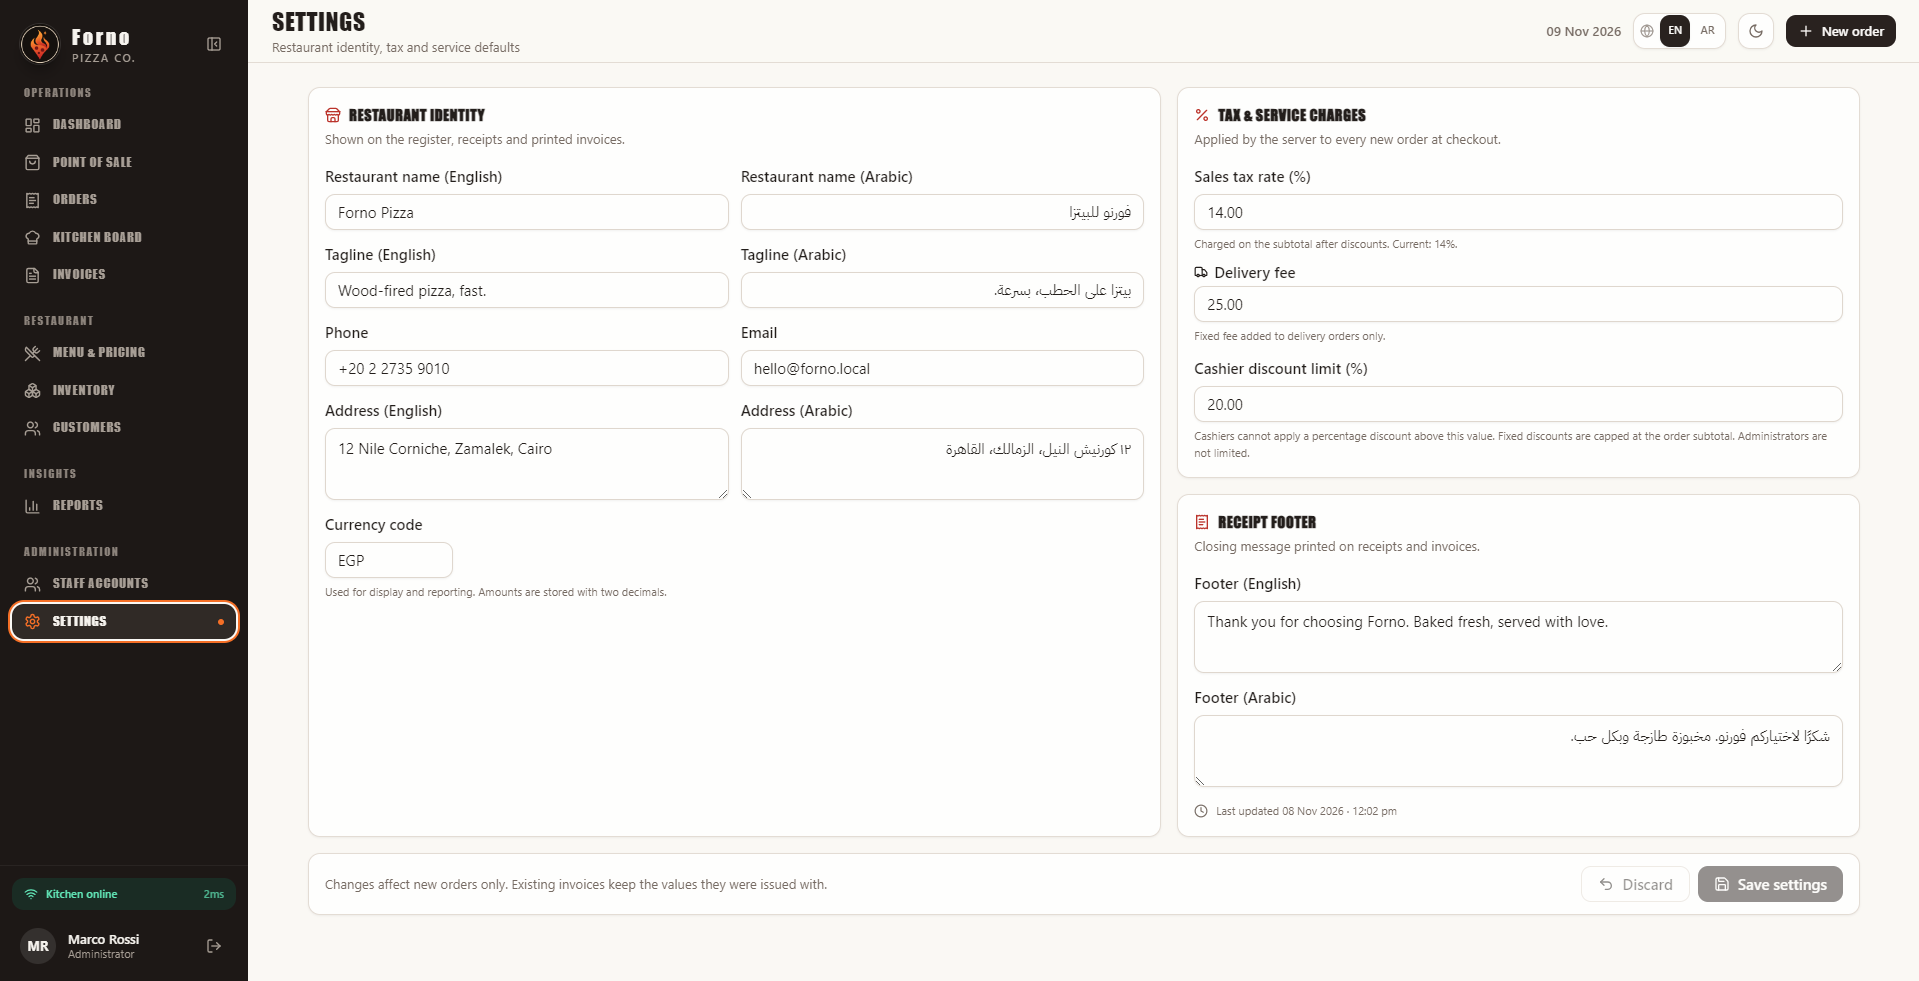 Forno
PIZZA CO.
OPERATIONS
DASHBOARD
POINT OF SALE
ORDERS
KITCHEN BOARD
INVOICES
RESTAURANT
MENU & PRICING
INVENTORY
CUSTOMERS
INSIGHTS
REPORTS
ADMINISTRATION
STAFF ACCOUNTS
SETTINGS
Kitchen online 2ms
MR
Marco Rossi
Administrator
SETTINGS
Restaurant identity, tax and service defaults
09 Nov 2026 EN AR New order
RESTAURANT IDENTITY
Shown on the register, receipts and printed invoices.
Restaurant name (English)
Forno Pizza
Restaurant name (Arabic)
فورنو للبيتزا
Tagline (English)
Wood-fired pizza, fast.
Tagline (Arabic)
بيتزا على الحطب، بسرعة.
Phone
+20 2 2735 9010
Email
hello@forno.local
Address (English)
12 Nile Corniche, Zamalek, Cairo
Address (Arabic)
١٢ كورنيش النيل، الزمالك، القاهرة
Currency code
EGP
Used for display and reporting. Amounts are stored with two decimals.
TAX & SERVICE CHARGES
Applied by the server to every new order at checkout.
Sales tax rate (%)
14.00
Charged on the subtotal after discounts. Current: 14%.
Delivery fee
25.00
Fixed fee added to delivery orders only.
Cashier discount limit (%)
20.00
Cashiers cannot apply a percentage discount above this value. Fixed discounts are capped at the order subtotal. Administrators are
not limited.
RECEIPT FOOTER
Closing message printed on receipts and invoices.
Footer (English)
Thank you for choosing Forno. Baked fresh, served with love.
Footer (Arabic)
شكرًا لاختياركم فورنو. مخبوزة طازجة وبكل حب.
Last updated 08 Nov 2026 · 12:02 pm
Changes affect new orders only. Existing invoices keep the values they were issued with.
Discard
Save settings